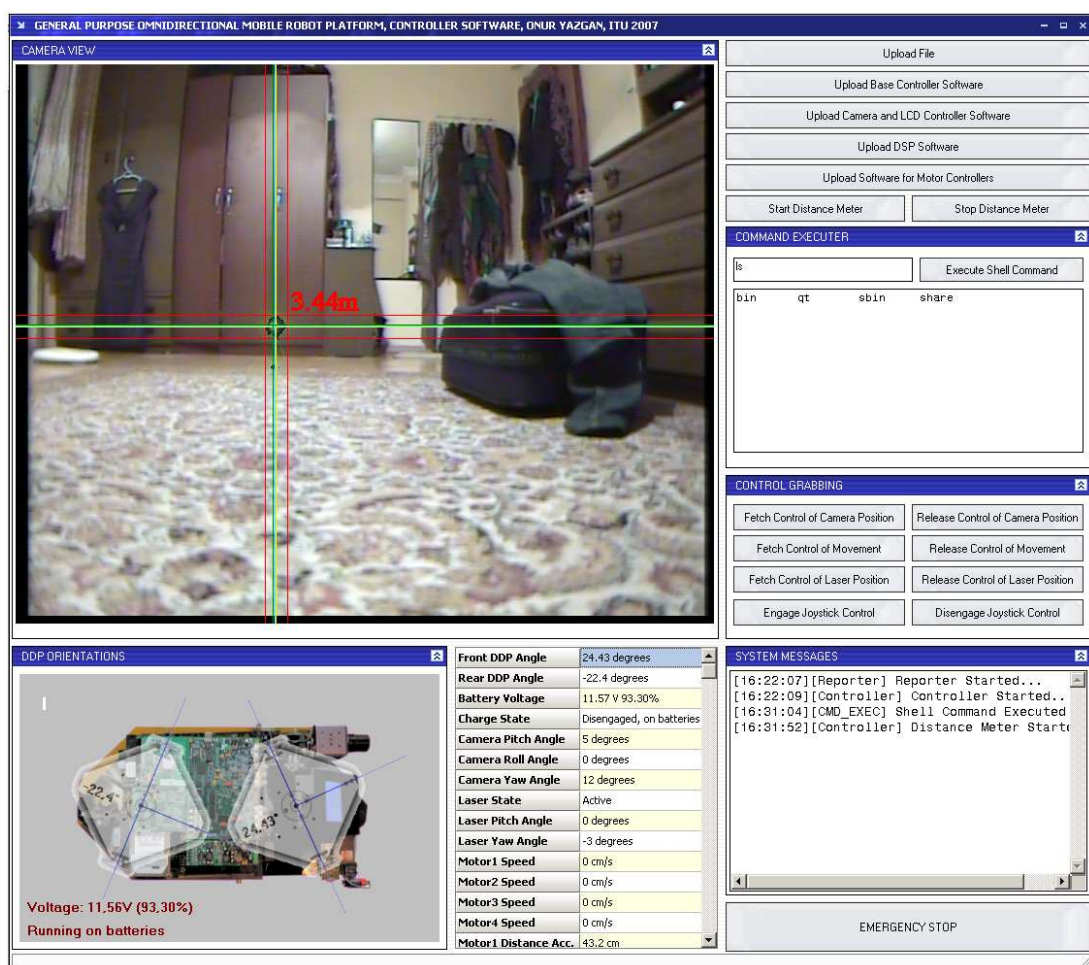 GENERAL PURPOSE OMNIDIRECTIONAL MOBILE ROBOT PLATFORM, CONTROLLER SOFTWARE, ONUR YAZGAN, ITU 2007
CAMERA VIEW
3.44m
Upload File
Upload Base Controller Software
Upload Camera and LCD Controller Software
Upload DSP Software
Upload Software for Motor Controllers
Start Distance Meter
Stop Distance Meter
COMMAND EXECUTER
ls
Execute Shell Command
bin qt sbin share
CONTROL GRABBING
Fetch Control of Camera Position
Release Control of Camera Position
Fetch Control of Movement
Release Control of Movement
Fetch Control of Laser Position
Release Control of Laser Position
Engage Joystick Control
Disengage Joystick Control
DDP ORIENTATIONS
-22.4°
24.43°
Voltage: 11,56V (93,30%)
Running on batteries
Front DDP Angle 24.43 degrees
Rear DDP Angle -22.4 degrees
Battery Voltage 11.57 V 93.30%
Charge State Disengaged, on batteries
Camera Pitch Angle 5 degrees
Camera Roll Angle 0 degrees
Camera Yaw Angle 12 degrees
Laser State Active
Laser Pitch Angle 0 degrees
Laser Yaw Angle -3 degrees
Motor1 Speed 0 cm/s
Motor2 Speed 0 cm/s
Motor3 Speed 0 cm/s
Motor4 Speed 0 cm/s
Motor1 Distance Acc. 43.2 cm
SYSTEM MESSAGES
[16:22:07][Reporter] Reporter Started...
[16:22:09][Controller] Controller Started..
[16:31:04][CMD_EXEC] Shell Command Executed
[16:31:52][Controller] Distance Meter Starte
EMERGENCY STOP